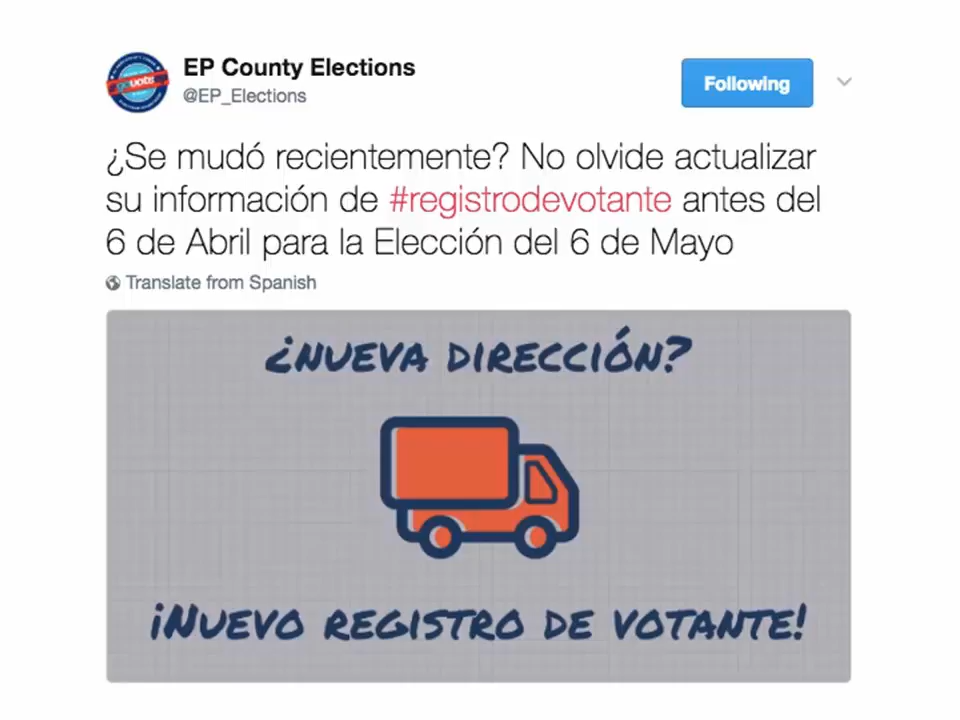 EP County Elections
@EP_Elections
Following
¿Se mudó recientemente? No olvide actualizar
su información de #registrodevotante antes del
6 de Abril para la Elección del 6 de Mayo
Translate from Spanish
¿NUEVA DIRECCIÓN?
¡NUEVO REGISTRO DE VOTANTE!